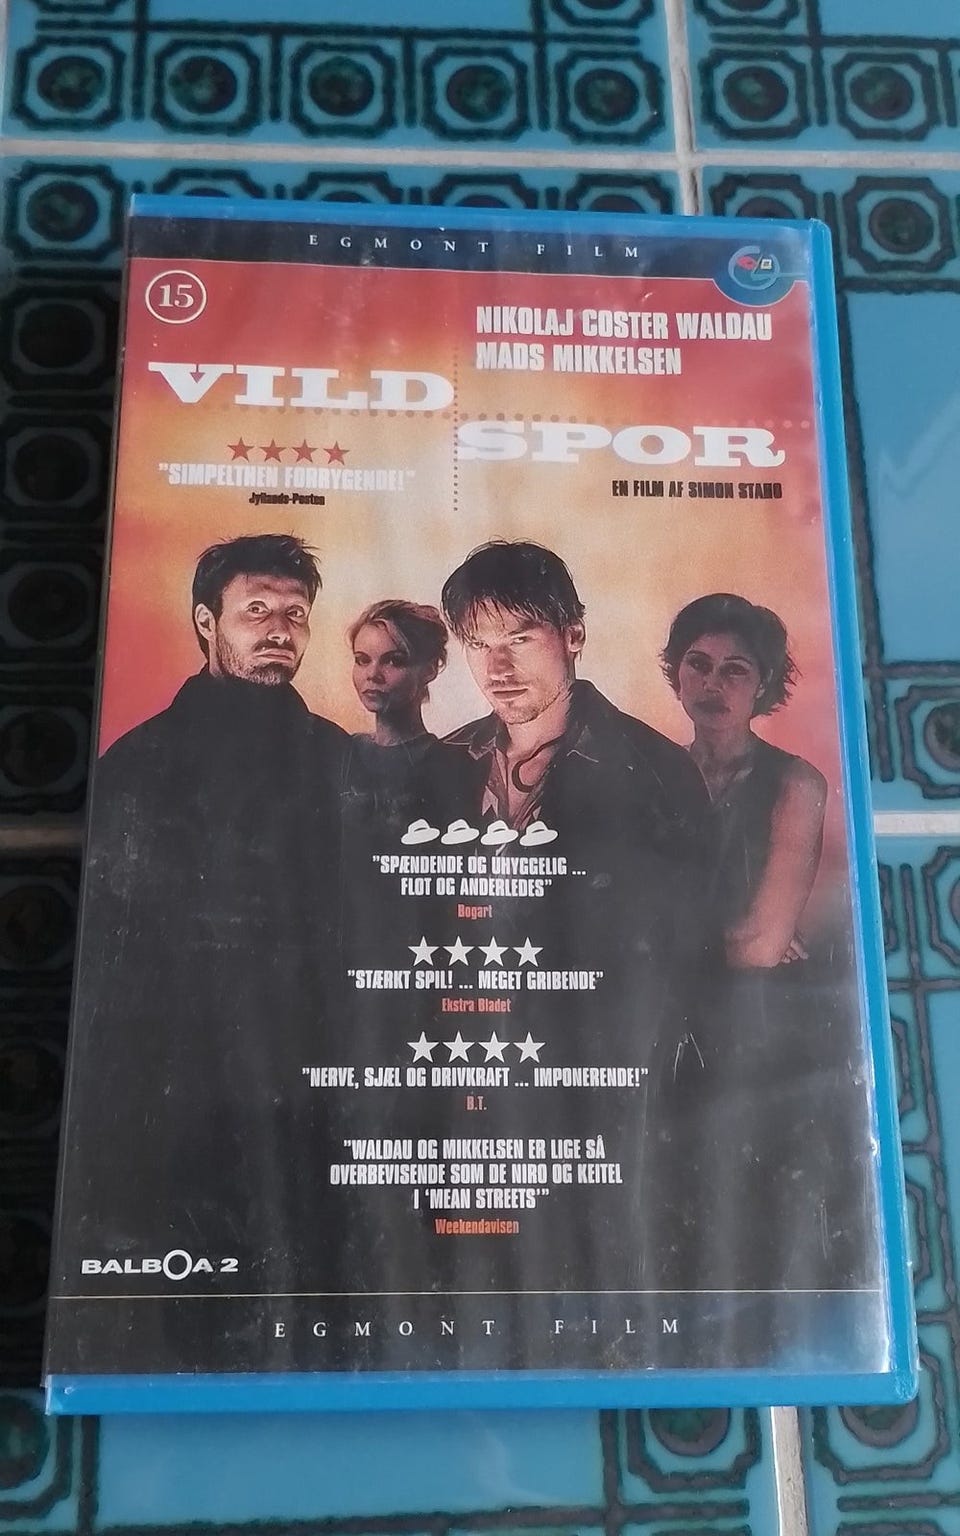 EGMONT FILM
15
NIKOLAJ COSTER WALDAU
MADS MIKKELSEN
VILD
SPOR
"SIMPELTHEN FORRYGENDE!"
Jyllands-Posten
EN FILM AF SIMON STAHO
"SPÆNDENDE OG UHYGGELIG ...
FLOT OG ANDERLEDES"
Bogart
"STÆRKT SPIL! ... MEGET GRIBENDE"
Ekstra Bladet
"NERVE, SJÆL OG DRIVKRAFT ... IMPONERENDE!"
B.T.
"WALDAU OG MIKKELSEN ER LIGE SÅ
OVERBEVISENDE SOM DE NIRO OG KEITEL
I 'MEAN STREETS'"
Weekendavisen
BALBOA 2
EGMONT FILM